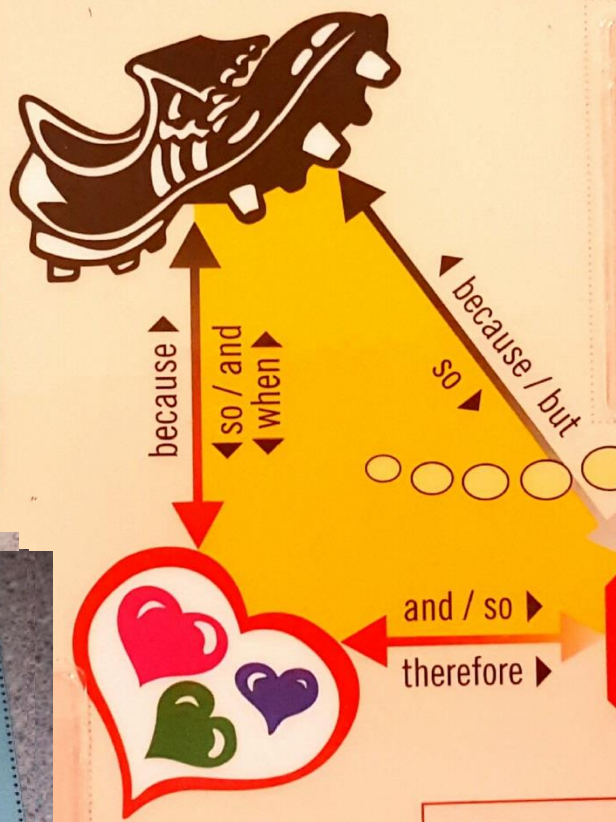 because
so / and
when
because / but
so
and / so
therefore